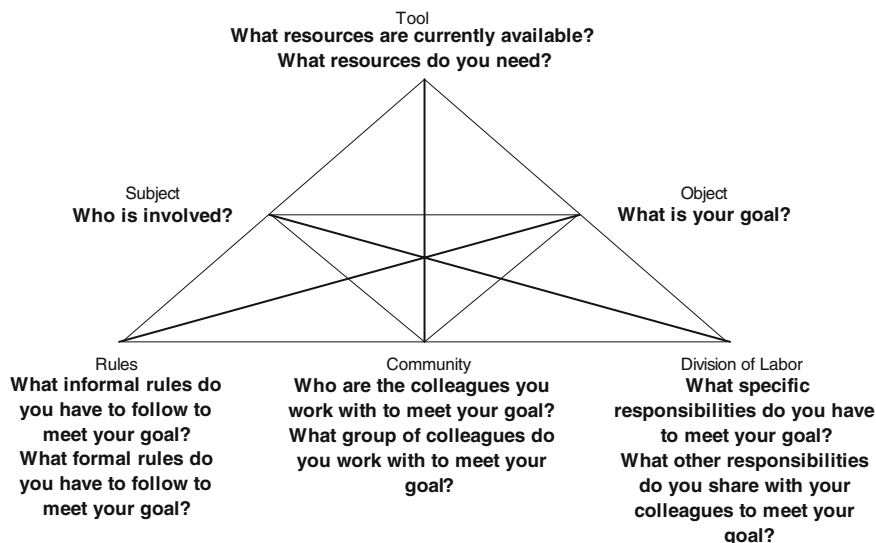 Tool
What resources are currently available?
What resources do you need?
Subject
Who is involved?
Object
What is your goal?
Rules
What informal rules do
you have to follow to
meet your goal?
What formal rules do
you have to follow to
meet your goal?
Community
Who are the colleagues you
work with to meet your goal?
What group of colleagues do
you work with to meet your
goal?
Division of Labor
What specific
responsibilities do you have
to meet your goal?
What other responsibilities
do you share with your
colleagues to meet your
goal?